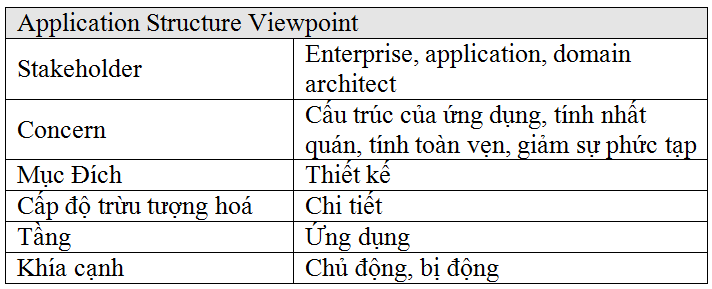 Application Structure Viewpoint
Stakeholder
Enterprise, application, domain
architect
Concern
Cấu trúc của ứng dụng, tính nhất
quán, tính toàn vẹn, giảm sự phức tạp
Mục Đích
Thiết kế
Cấp độ trừu tượng hoá
Chi tiết
Tầng
Ứng dụng
Khía cạnh
Chủ động, bị động